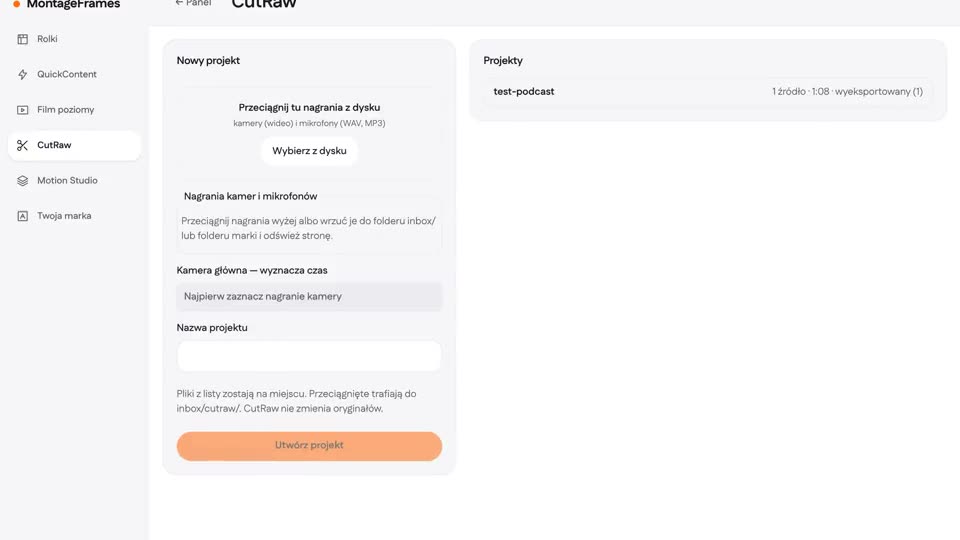 MontageFrames
Rolki
QuickContent
Film poziomy
CutRaw
Motion Studio
Twoja marka
← Panel
CutRaw
Nowy projekt
Przeciągnij tu nagrania z dysku
kamery (wideo) i mikrofony (WAV, MP3)
Wybierz z dysku
Nagrania kamer i mikrofonów
Przeciągnij nagrania wyżej albo wrzuć je do folderu inbox/
lub folderu marki i odśwież stronę.
Kamera główna — wyznacza czas
Najpierw zaznacz nagranie kamery
Nazwa projektu
Pliki z listy zostają na miejscu. Przeciągnięte trafiają do
inbox/cutraw/. CutRaw nie zmienia oryginałów.
Utwórz projekt
Projekty
test-podcast
1 źródło · 1:08 · wyeksportowany (1)